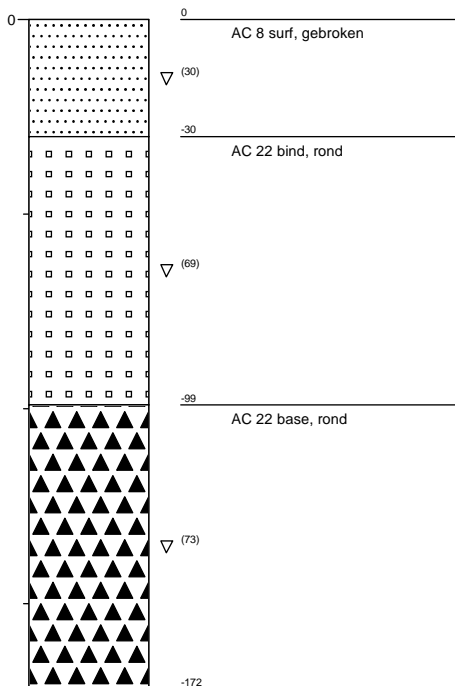 0
0
AC 8 surf, gebroken
(30)
-30
AC 22 bind, rond
(69)
-99
AC 22 base, rond
(73)
-172